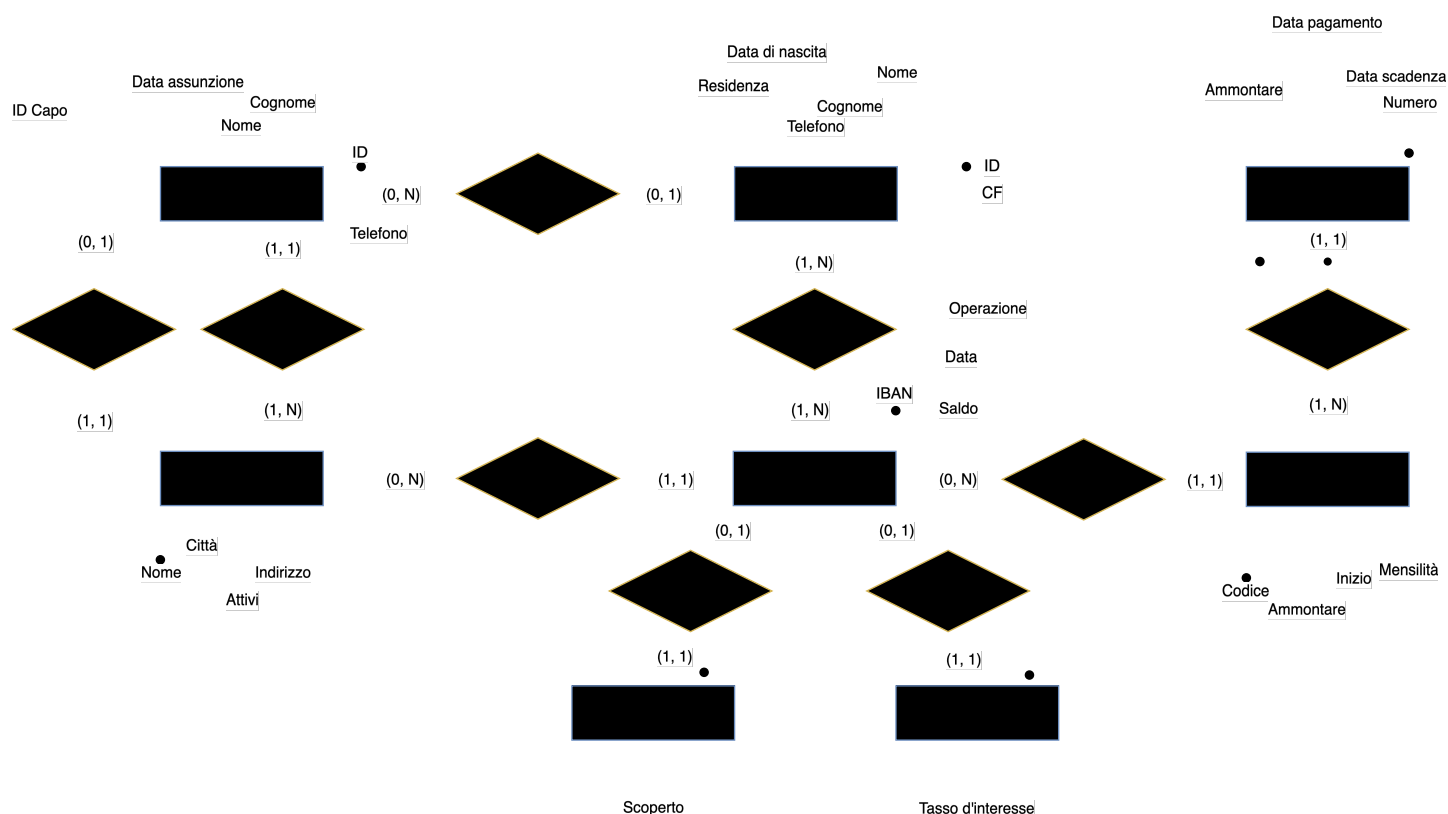 Data pagamento
Data di nascita
Nome
Data assunzione
Residenza
Ammontare
Data scadenza
ID Capo
Cognome
Cognome
Numero
Nome
Telefono
ID
ID
(0, N)
(0, 1)
CF
Telefono
(0, 1)
(1, 1)
(1, N)
(1, 1)
Operazione
Data
IBAN
(1, 1)
(1, N)
(1, N)
Saldo
(1, N)
(0, N)
(1, 1)
(0, N)
(1, 1)
(0, 1)
(0, 1)
Città
Nome
Indirizzo
Attivi
Codice
Inizio
Mensilità
Ammontare
(1, 1)
(1, 1)
Scoperto
Tasso d'interesse